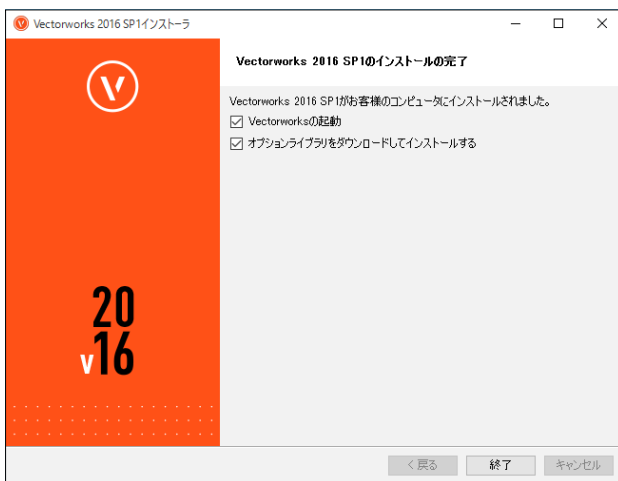 Vectorworks 2016 SP1インストーラ
Vectorworks 2016 SP1のインストールの完了
Vectorworks 2016 SP1がお客様のコンピュータにインストールされました。
Vectorworksの起動
オプションライブラリをダウンロードしてインストールする
20
v16
< 戻る
終了
キャンセル